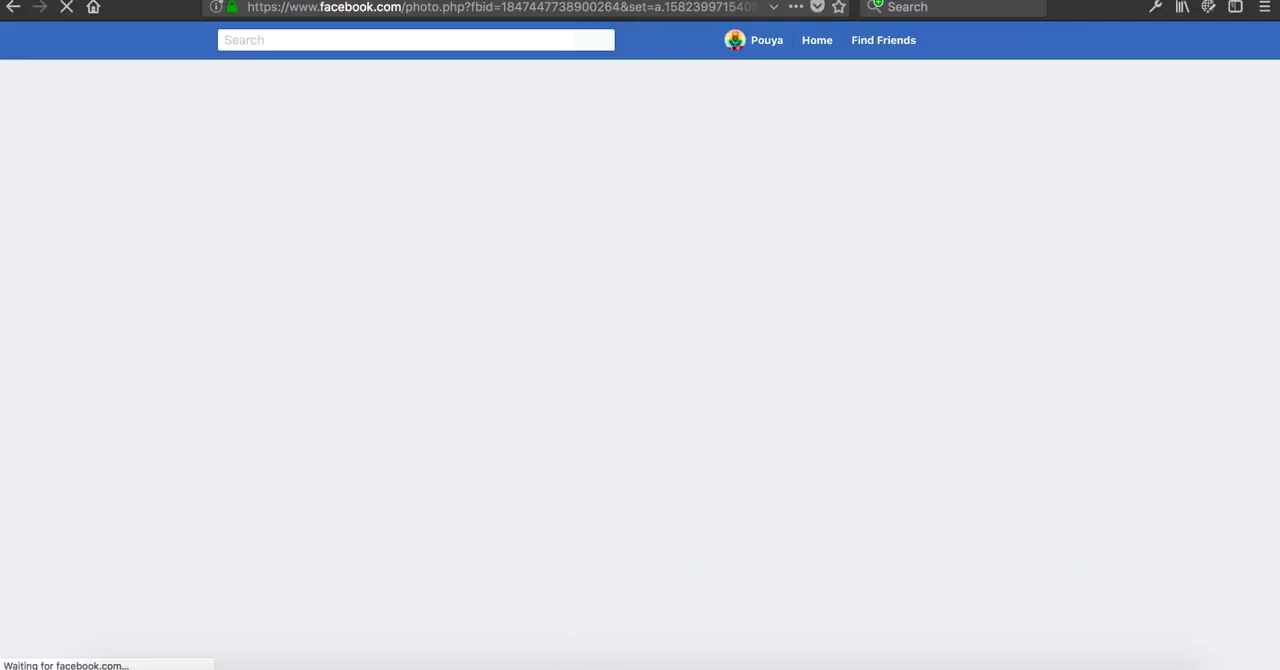 https://www.facebook.com/photo.php?fbid=1847447738900264&set=a.158239971540
Search
Search
Pouya
Home
Find Friends
Waiting for facebook.com...